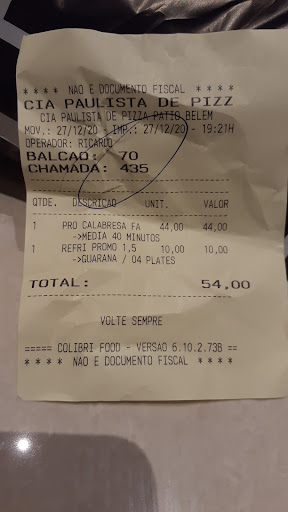 * * * * NAO E DOCUMENTO FISCAL * * * *
CIA PAULISTA DE PIZZ
CIA PAULISTA DE PIZZA PATIO BELEM
MOV.: 27/12/20 - IMP.: 27/12/20 - 19:21H
OPERADOR: RICARDO
BALCAO: 70
CHAMADA: 435
QTDE. DESCRICAO UNIT. VALOR
1 PRO CALABRESA FA 44,00 44,00
->MEDIA 40 MINUTOS
1 REFRI PROMO 1,5 10,00 10,00
->GUARANA / 04 PLATES
TOTAL: 54,00
VOLTE SEMPRE
===== COLIBRI FOOD - VERSAO 6.10.2.73B ==
* * * * NAO E DOCUMENTO FISCAL * * * *